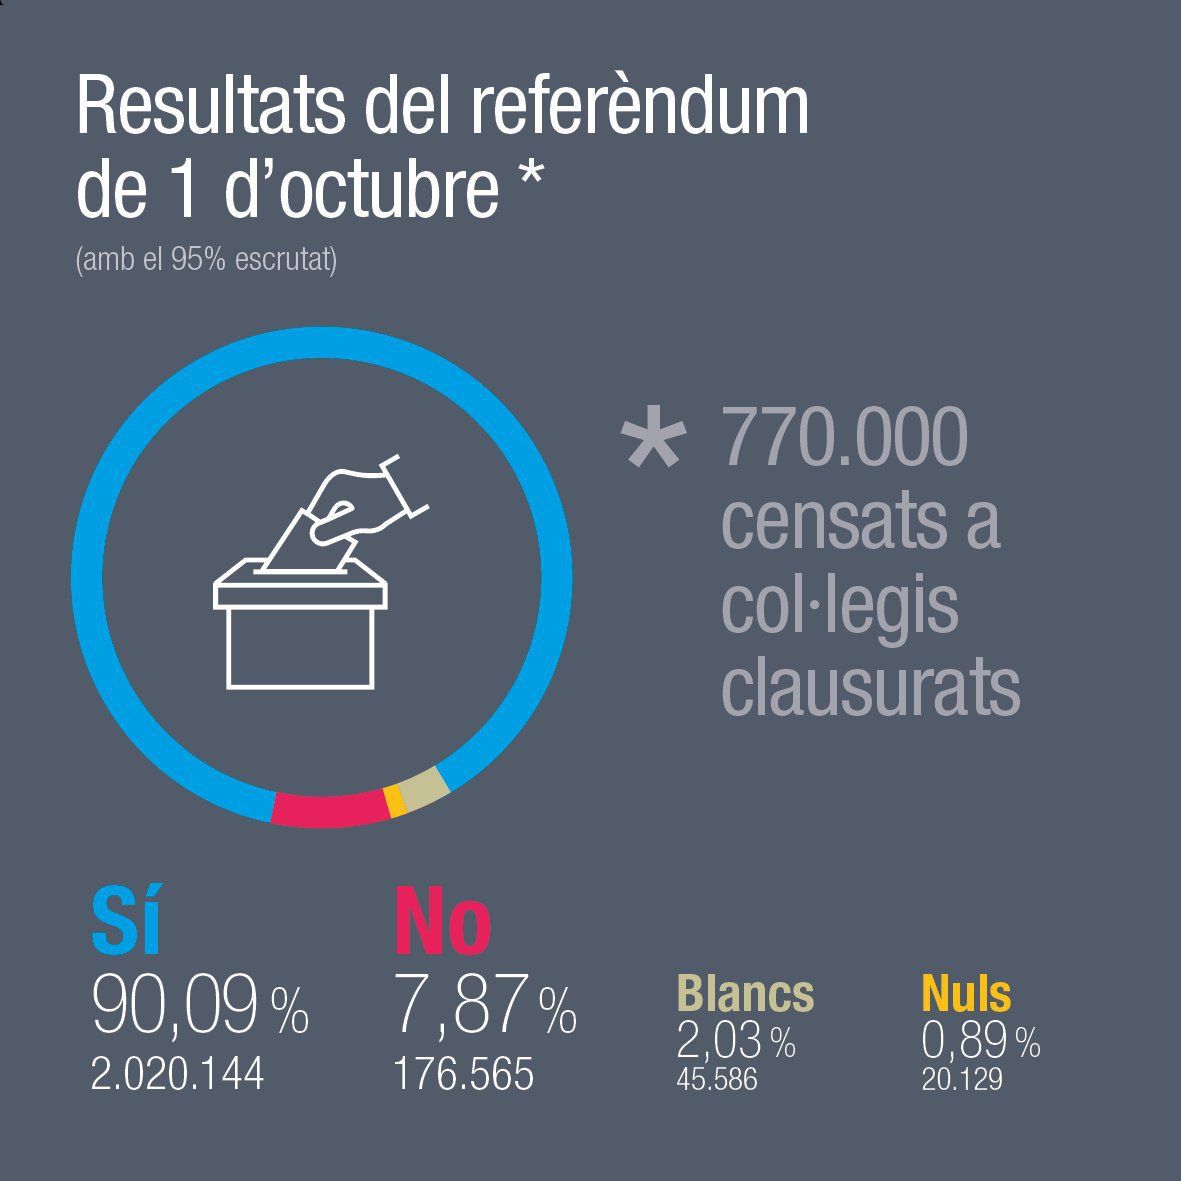 Resultats del referèndum
de 1 d'octubre *
(amb el 95% escrutat)
* 770.000
censats a
col·legis
clausurats
Sí
90,09 %
2.020.144
No
7,87 %
176.565
Blancs
2,03 %
45.586
Nuls
0,89 %
20.129